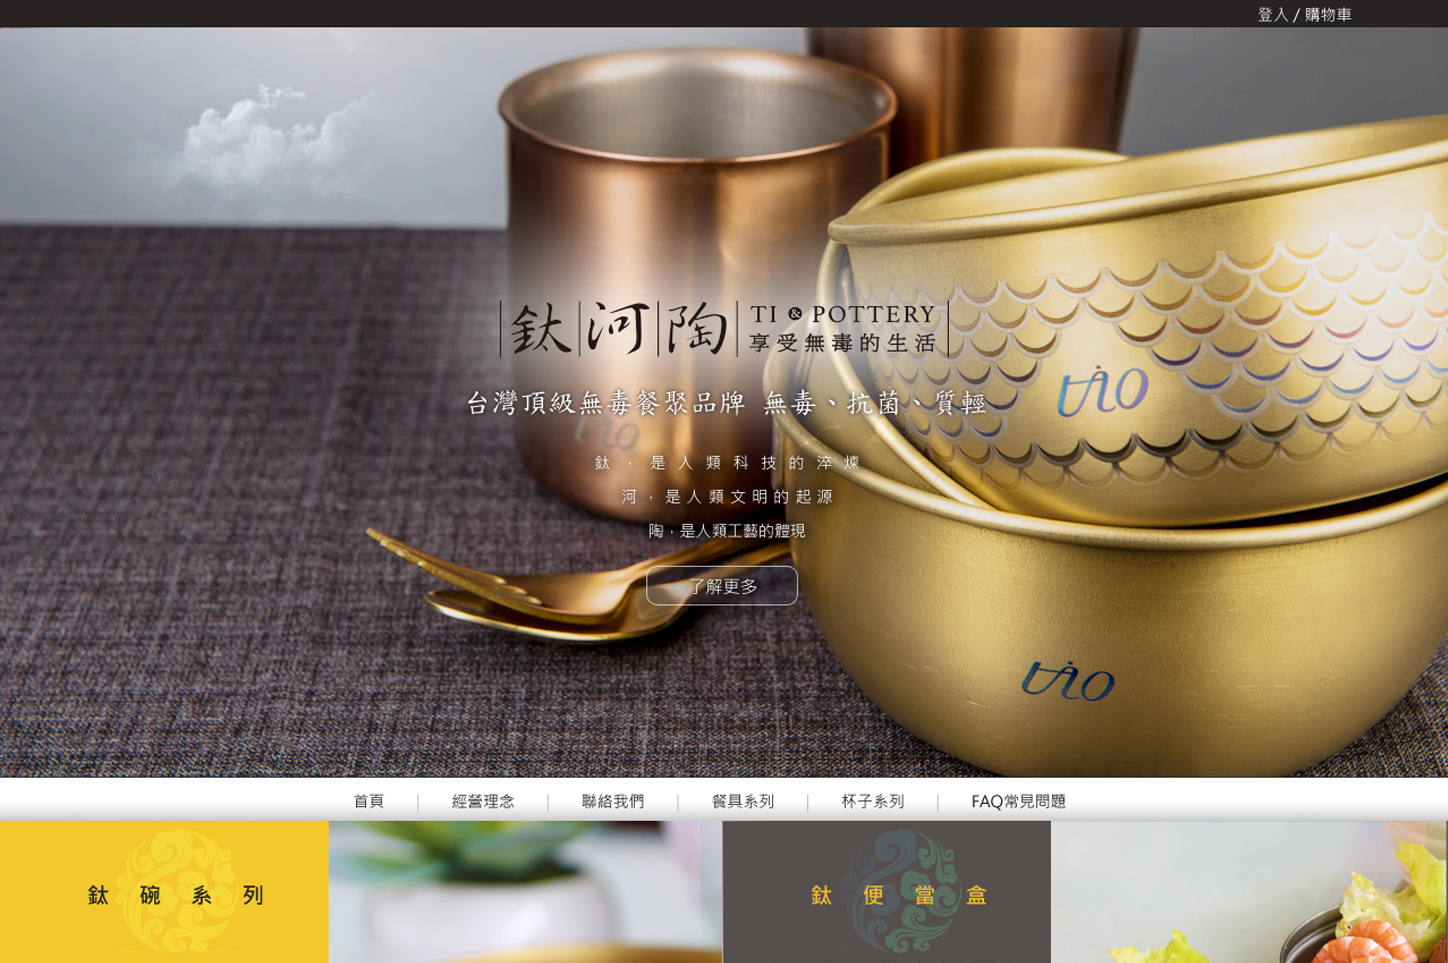 登入 / 購物車
鈦河陶 TI & POTTERY
享受無毒的生活
台灣頂級無毒餐聚品牌 無毒、抗菌、質輕
tio
鈦．是人類科技的淬煉
河．是人類文明的起源
陶．是人類工藝的體現
了解更多
tio
tio
首頁 | 經營理念 | 聯絡我們 | 餐具系列 | 杯子系列 | FAQ常見問題
鈦碗系列
鈦便當盒